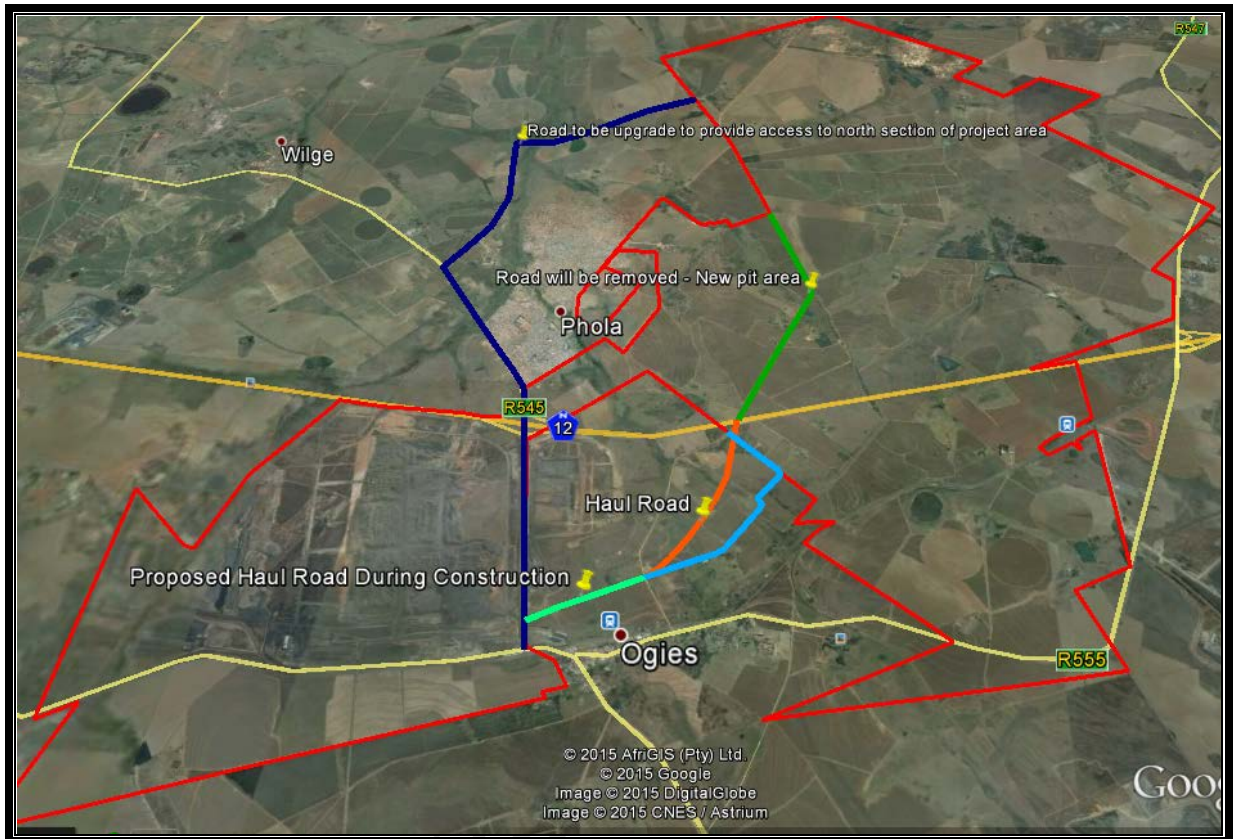 R547
Road to be upgrade to provide access to north section of project area
Wilge
Road will be removed - New pit area
Phola
R545
N
12
Haul Road
Proposed Haul Road During Construction
Ogies
R555
© 2015 AfriGIS (Pty) Ltd.
© 2015 Google
Image © 2015 DigitalGlobe
Image © 2015 CNES / Astrium
Goo